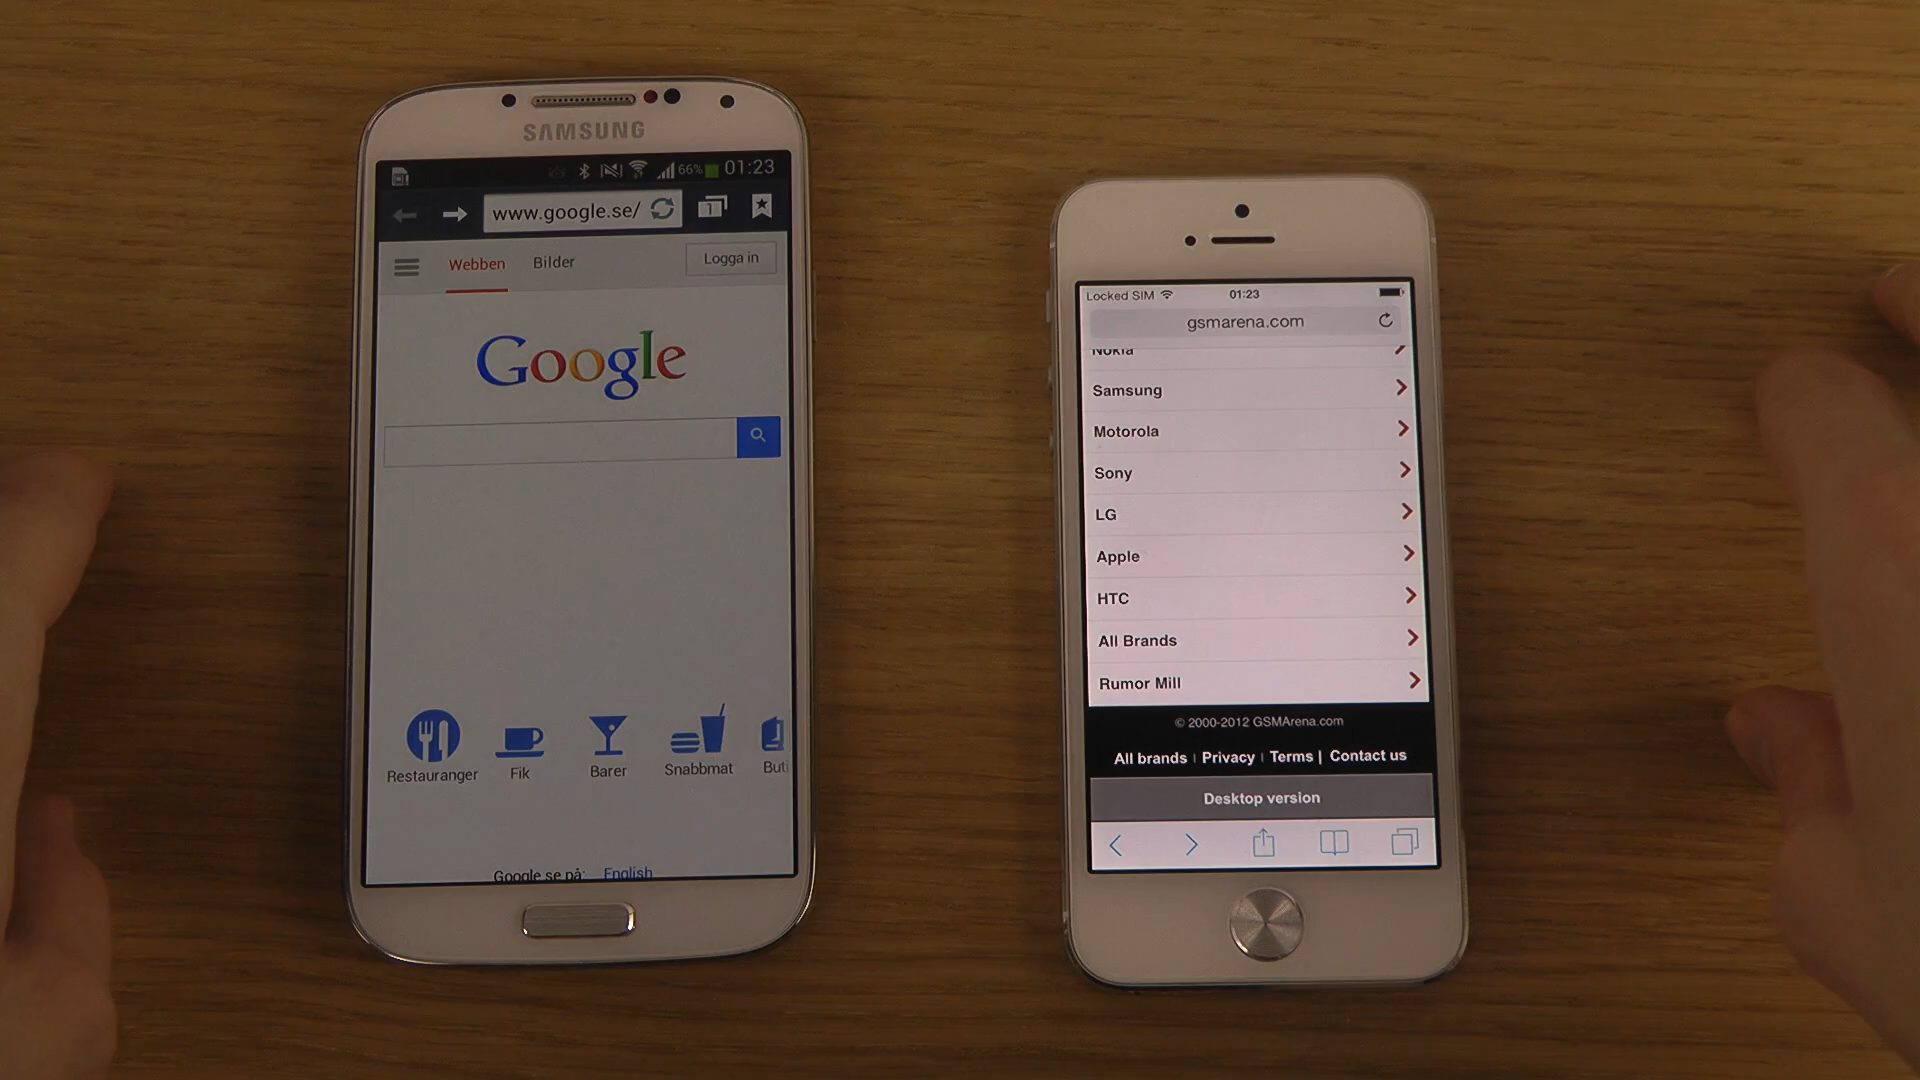 SAMSUNG
66% 01:23
www.google.se/
1
Webben Bilder Logga in
Google
Restauranger Fik Barer Snabbmat Buti
Google se på: English
Locked SIM 01:23
gsmarena.com
Nokia
Samsung
Motorola
Sony
LG
Apple
HTC
All Brands
Rumor Mill
© 2000-2012 GSMArena.com
All brands | Privacy | Terms | Contact us
Desktop version